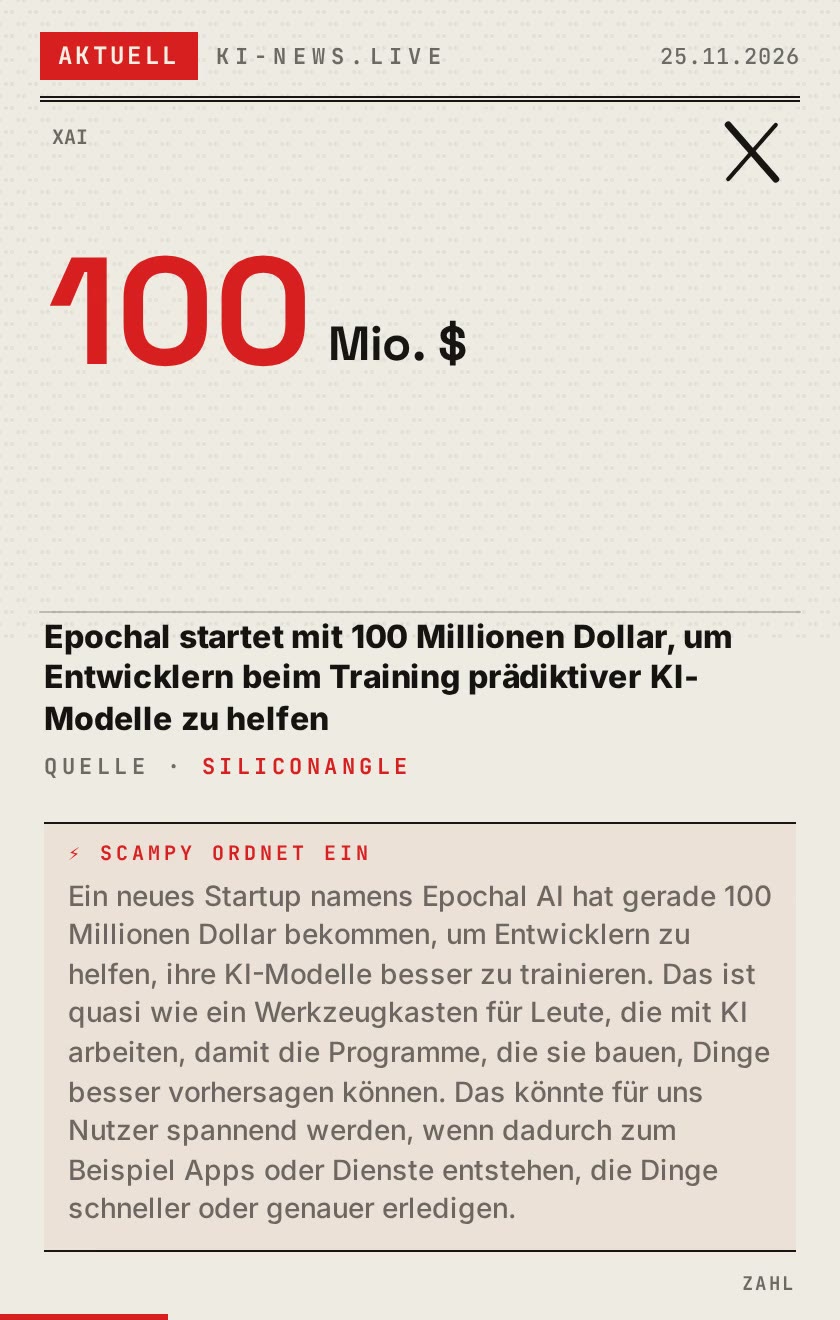 AKTUELL KI-NEWS.LIVE 25.11.2026
XAI
100 Mio. $
Epochal startet mit 100 Millionen Dollar, um
Entwicklern beim Training prädiktiver KI-
Modelle zu helfen
QUELLE · SILICONANGLE
⚡ SCAMPY ORDNET EIN
Ein neues Startup namens Epochal AI hat gerade 100
Millionen Dollar bekommen, um Entwicklern zu
helfen, ihre KI-Modelle besser zu trainieren. Das ist
quasi wie ein Werkzeugkasten für Leute, die mit KI
arbeiten, damit die Programme, die sie bauen, Dinge
besser vorhersagen können. Das könnte für uns
Nutzer spannend werden, wenn dadurch zum
Beispiel Apps oder Dienste entstehen, die Dinge
schneller oder genauer erledigen.
ZAHL